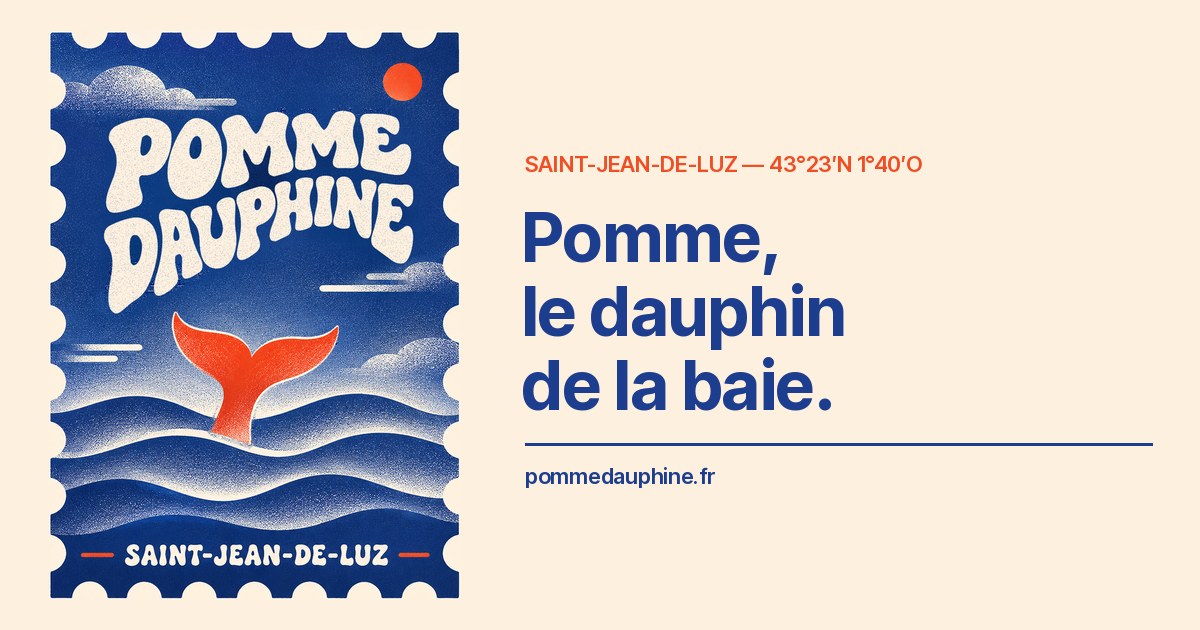 POMME
DAUPHINE
SAINT-JEAN-DE-LUZ
SAINT-JEAN-DE-LUZ — 43°23′N 1°40′O
Pomme,
le dauphin
de la baie.
pommedauphine.fr